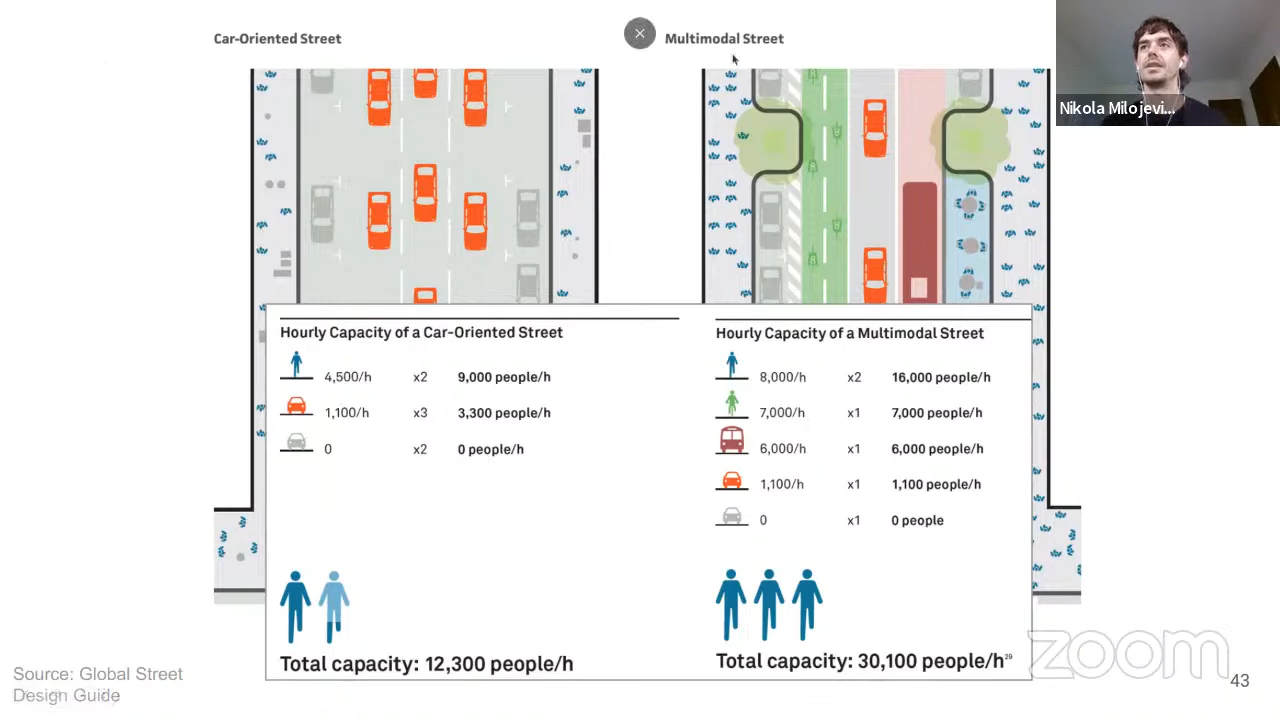 Car-Oriented Street
Multimodal Street
Nikola Milojevi...
Hourly Capacity of a Car-Oriented Street
4,500/h x2 9,000 people/h
1,100/h x3 3,300 people/h
0 x2 0 people/h
Total capacity: 12,300 people/h
Hourly Capacity of a Multimodal Street
8,000/h x2 16,000 people/h
7,000/h x1 7,000 people/h
6,000/h x1 6,000 people/h
1,100/h x1 1,100 people/h
0 x1 0 people
Total capacity: 30,100 people/h29
zoom
Source: Global Street
Design Guide
43